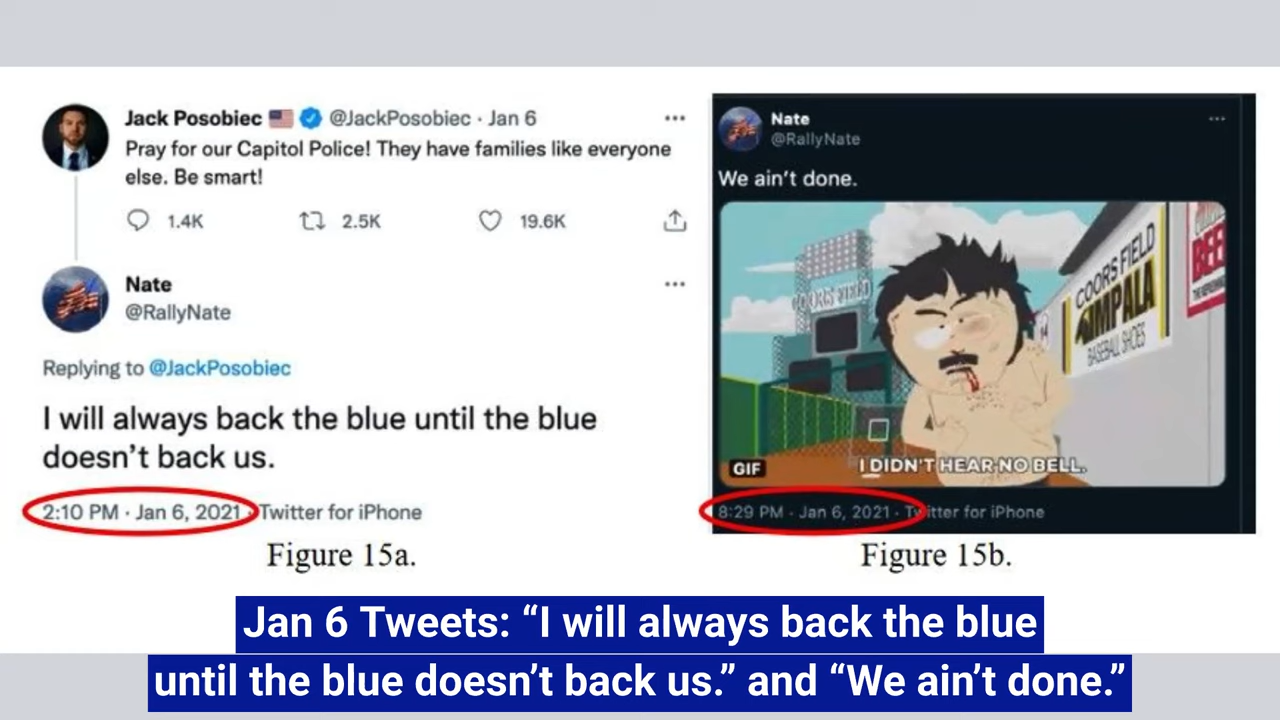 Jack Posobiec @JackPosobiec · Jan 6
Pray for our Capitol Police! They have families like everyone
else. Be smart!
1.4K 2.5K 19.6K
Nate
@RallyNate
Replying to @JackPosobiec
I will always back the blue until the blue
doesn't back us.
2:10 PM · Jan 6, 2021 · Twitter for iPhone
Figure 15a.
Nate
@RallyNate
We ain't done.
COORS FIELD
COORS FIELD
IMPALA
BASEBALL SHOES
BEE
GIF
I DIDN'T HEAR NO BELL.
8:29 PM · Jan 6, 2021 · Twitter for iPhone
Figure 15b.
Jan 6 Tweets: “I will always back the blue
until the blue doesn’t back us.” and “We ain’t done.”